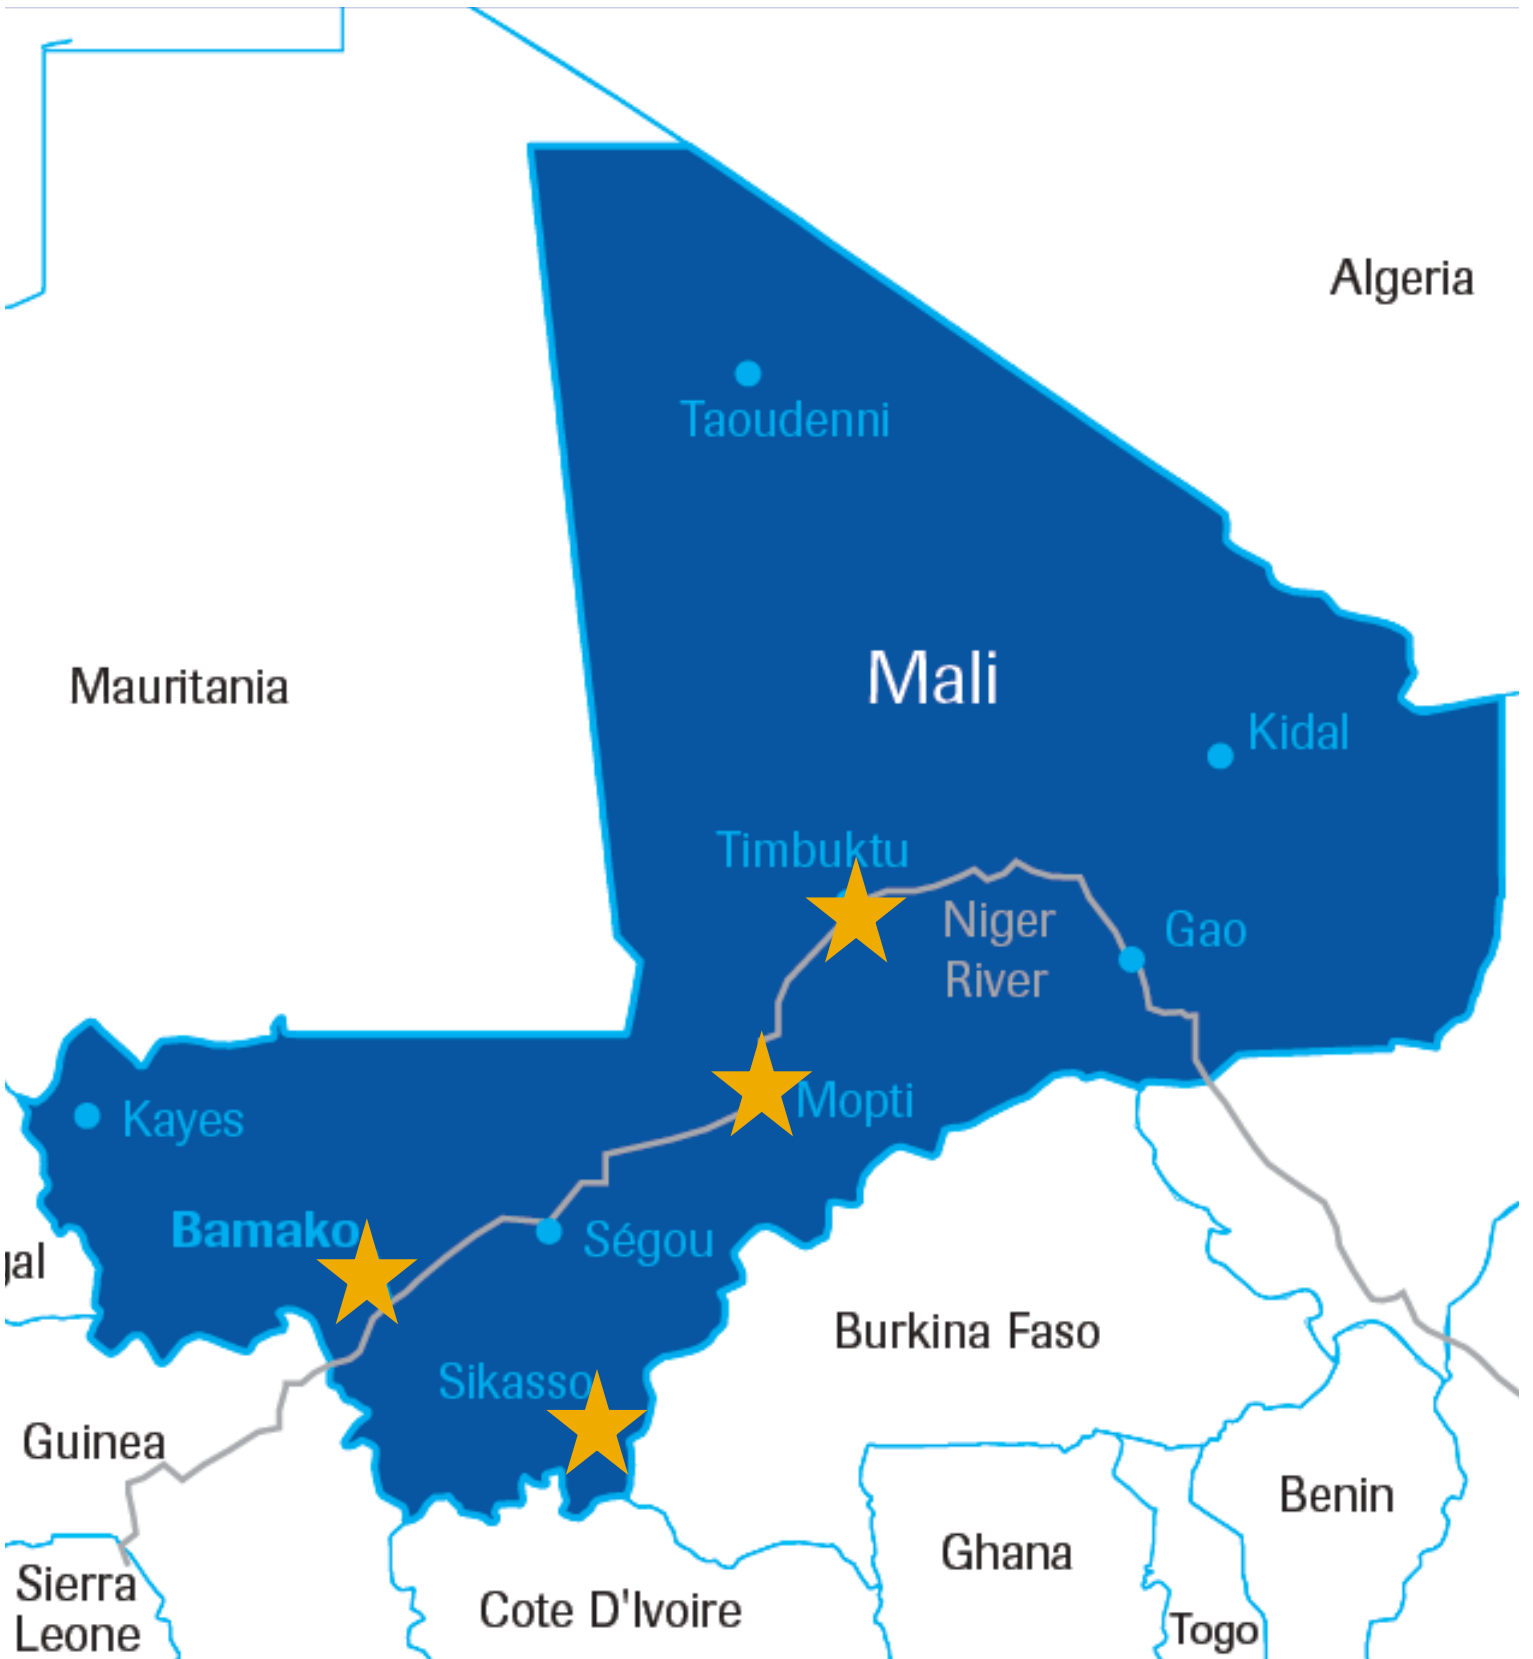 Algeria
Taoudenni
Mauritania
Mali
Kidal
Timbuktu
Niger
River
Gao
Kayes
Mopti
Bamako
Ségou
Burkina Faso
Sikasso
Guinea
Benin
Ghana
Sierra
Leone
Cote D'Ivoire
Togo